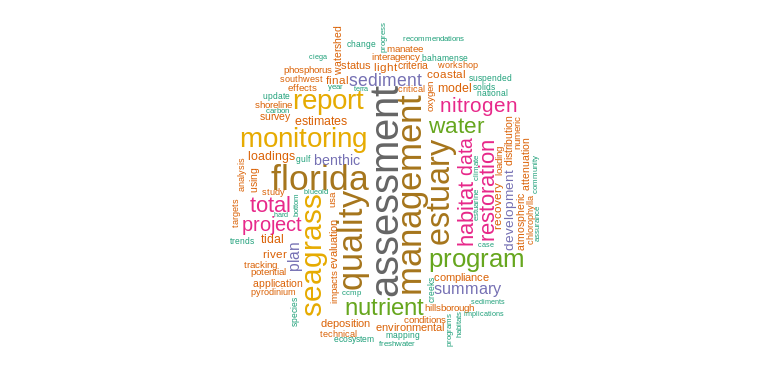 recommendations
progress
change
manatee
watershed
interagency
bahamense
ciega
phosphorus
status
light
criteria
workshop
southwest
final
sediment
coastal
suspended
effects
year
terra
critical
model
solids
national
update
shoreline
carbon
report
oxygen
nitrogen
survey
estimates
assessment
management
water
numeric
monitoring
estuary
distribution
loadings
gulf
benthic
habitat
data
restoration
loading
attenuation
analysis
using
florida
climate
community
study
blueold
quality
estuarine
recovery
development
targets
total
hard
bottom
seagrass
usa
atmospheric
chlorophylla
assurance
project
trends
tidal
evaluation
case
river
plan
program
tracking
potential
impacts
compliance
application
pyrodinium
ccmp
creeks
summary
species
nutrient
sediments
hillsborough
implications
deposition
conditions
environmental
technical
mapping
programs
habitats
ecosystem
freshwater